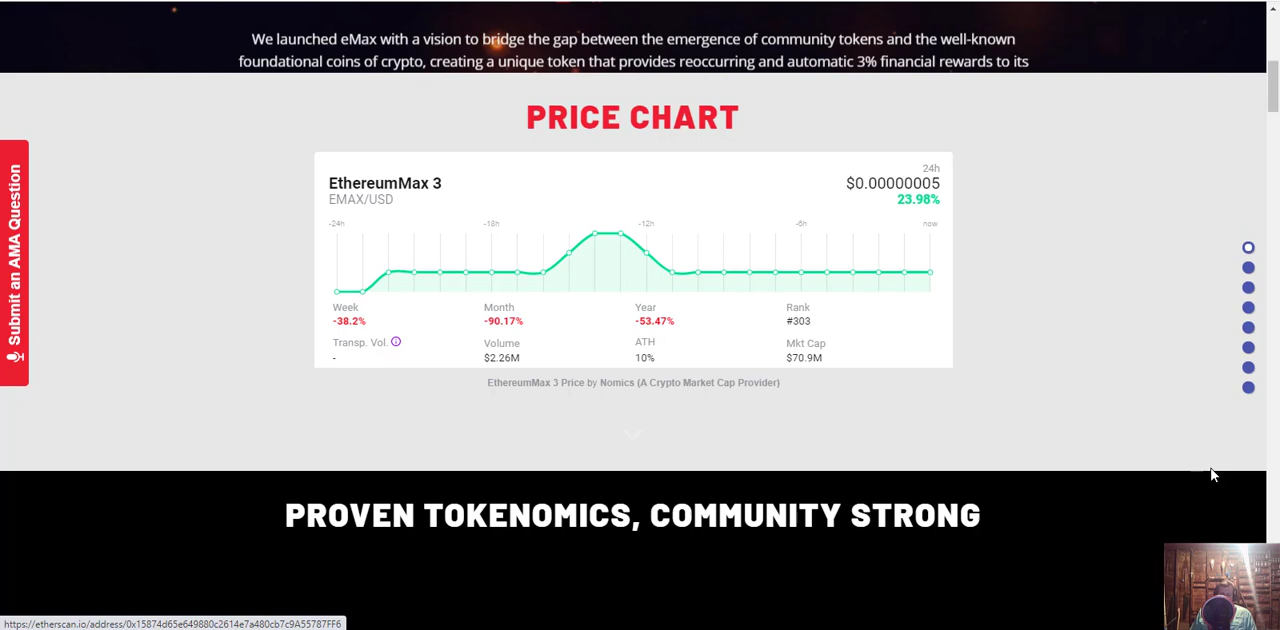 We launched eMax with a vision to bridge the gap between the emergence of community tokens and the well-known
foundational coins of crypto, creating a unique token that provides reoccurring and automatic 3% financial rewards to its
PRICE CHART
Submit an AMA Question
24h
EthereumMax 3
$0.00000005
EMAX/USD
23.98%
-24h -18h -12h -6h now
Week Month Year Rank
-38.2% -90.17% -53.47% #303
Transp. Vol. Volume ATH Mkt Cap
- $2.26M 10% $70.9M
EthereumMax 3 Price by Nomics (A Crypto Market Cap Provider)
PROVEN TOKENOMICS, COMMUNITY STRONG
https://etherscan.io/address/0x15874d65e649880c2614e7a480cb7c9A55787FF6